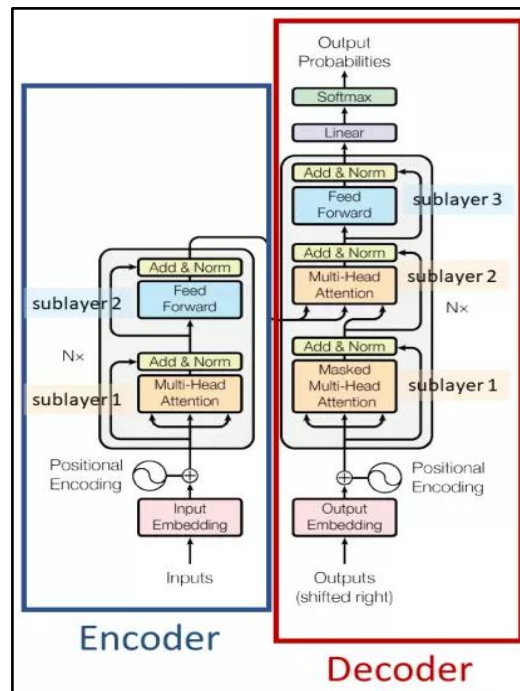 Output
Probabilities
Softmax
Linear
Add & Norm
Feed
Forward
sublayer 3
Add & Norm
Multi-Head
Attention
sublayer 2
Nx
Add & Norm
Masked
Multi-Head
Attention
sublayer 1
Positional
Encoding
Output
Embedding
Outputs
(shifted right)
Decoder
Add & Norm
Feed
Forward
sublayer 2
Nx
Add & Norm
Multi-Head
Attention
sublayer 1
Positional
Encoding
Input
Embedding
Inputs
Encoder